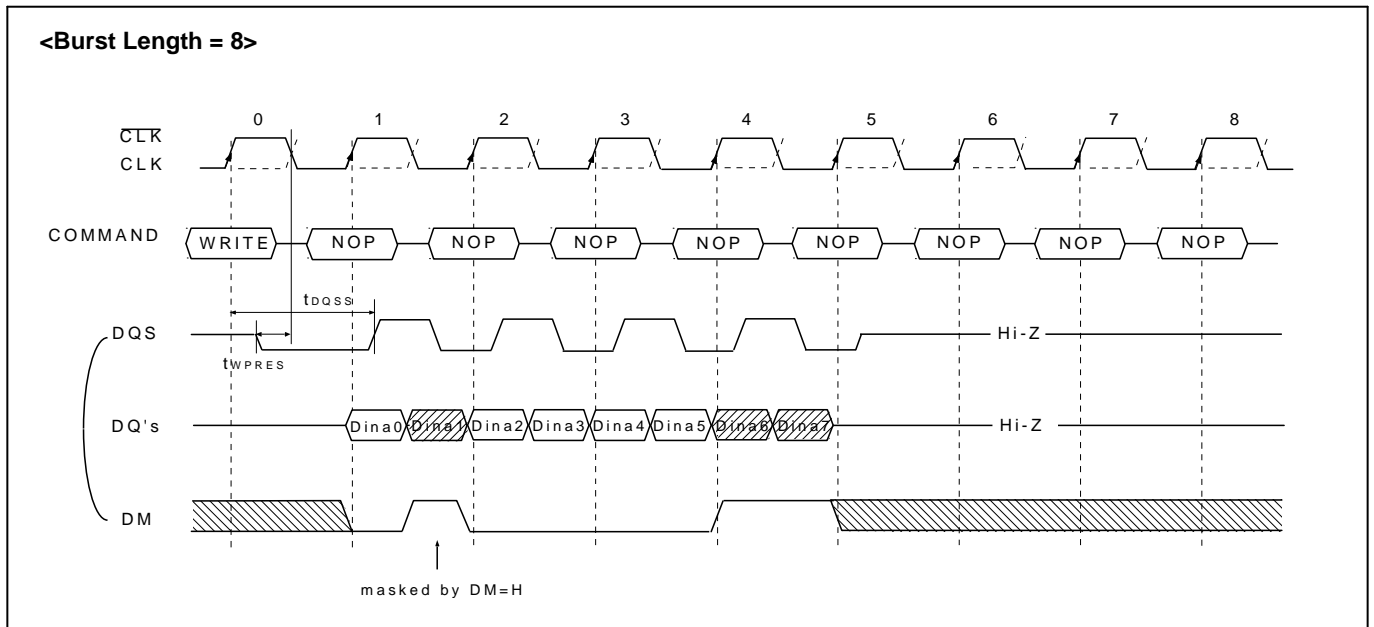 <Burst Length = 8>
0 1 2 3 4 5 6 7 8
CLK
CLK
COMMAND WRITE NOP NOP NOP NOP NOP NOP NOP NOP
tDQSS
DQS Hi-Z
tWPRES
DQ's Dina0 Dina1 Dina2 Dina3 Dina4 Dina5 Dina6 Dina7 Hi-Z
DM
masked by DM=H